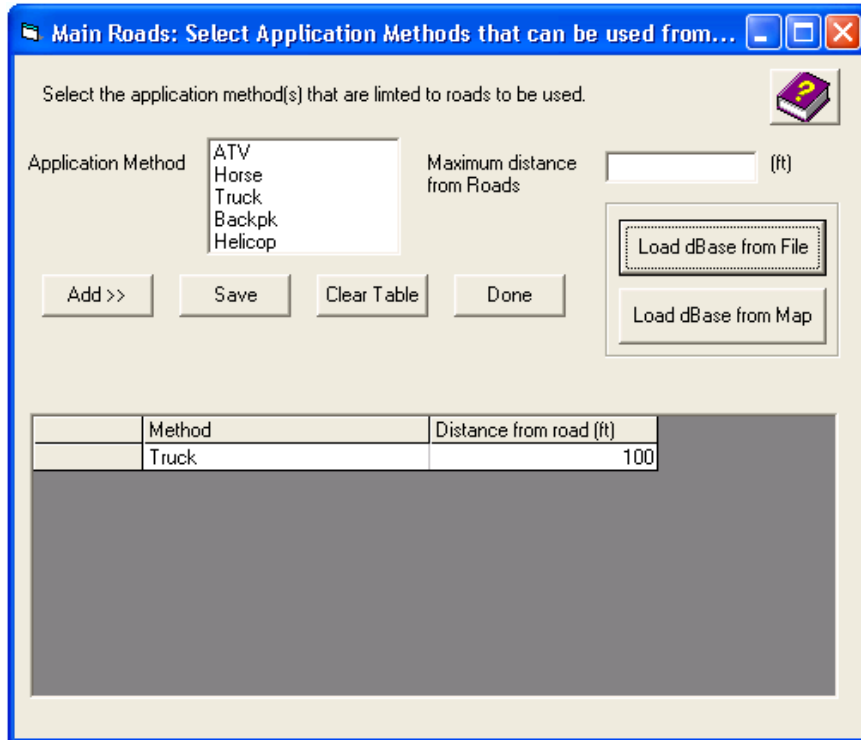 Main Roads: Select Application Methods that can be used from...
Select the application method(s) that are limted to roads to be used.
?
Application Method
ATV
Horse
Truck
Backpk
Helicop
Maximum distance
from Roads
(ft)
Load dBase from File
Load dBase from Map
Add >>
Save
Clear Table
Done
Method
Distance from road (ft)
Truck
100